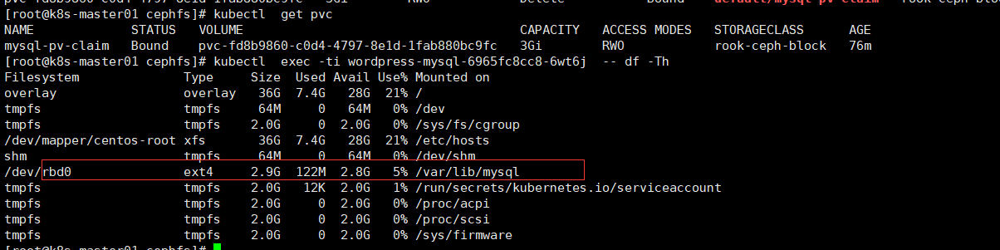 [root@k8s-master01 cephfs]# kubectl  get pvc
NAME             STATUS   VOLUME                                     CAPACITY   ACCESS MODES   STORAGECLASS      AGE
mysql-pv-claim   Bound    pvc-fd8b9860-c0d4-4797-8e1d-1fab880bc9fc   3Gi        RWO            rook-ceph-block   76m
[root@k8s-master01 cephfs]# kubectl  exec -ti wordpress-mysql-6965fc8cc8-6wt6j  -- df -Th
Filesystem              Type     Size  Used Avail Use% Mounted on
overlay                 overlay   36G  7.4G   28G  21% /
tmpfs                   tmpfs     64M     0   64M   0% /dev
tmpfs                   tmpfs    2.0G     0  2.0G   0% /sys/fs/cgroup
/dev/mapper/centos-root xfs       36G  7.4G   28G  21% /etc/hosts
shm                     tmpfs     64M     0   64M   0% /dev/shm
/dev/rbd0               ext4     2.9G  122M  2.8G   5% /var/lib/mysql
tmpfs                   tmpfs    2.0G   12K  2.0G   1% /run/secrets/kubernetes.io/serviceaccount
tmpfs                   tmpfs    2.0G     0  2.0G   0% /proc/acpi
tmpfs                   tmpfs    2.0G     0  2.0G   0% /proc/scsi
tmpfs                   tmpfs    2.0G     0  2.0G   0% /sys/firmware
[root@k8s-master01 cephfs]#